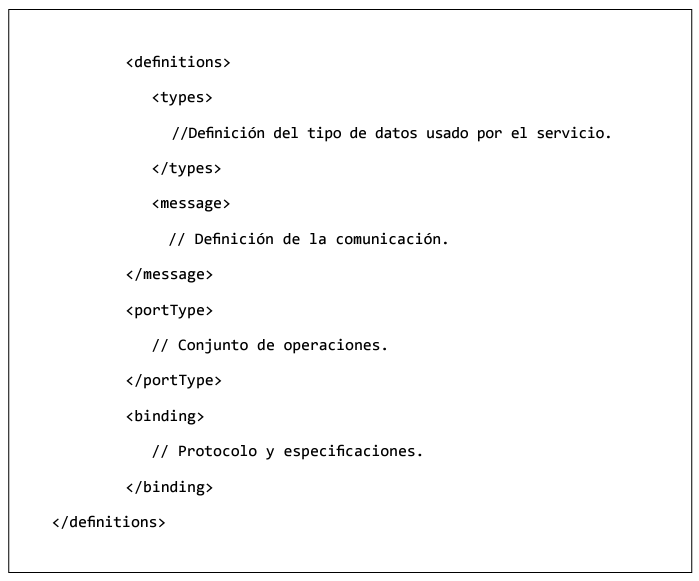 <definitions>
<types>
//Definición del tipo de datos usado por el servicio.
</types>
<message>
// Definición de la comunicación.
</message>
<portType>
// Conjunto de operaciones.
</portType>
<binding>
// Protocolo y especificaciones.
</binding>
</definitions>